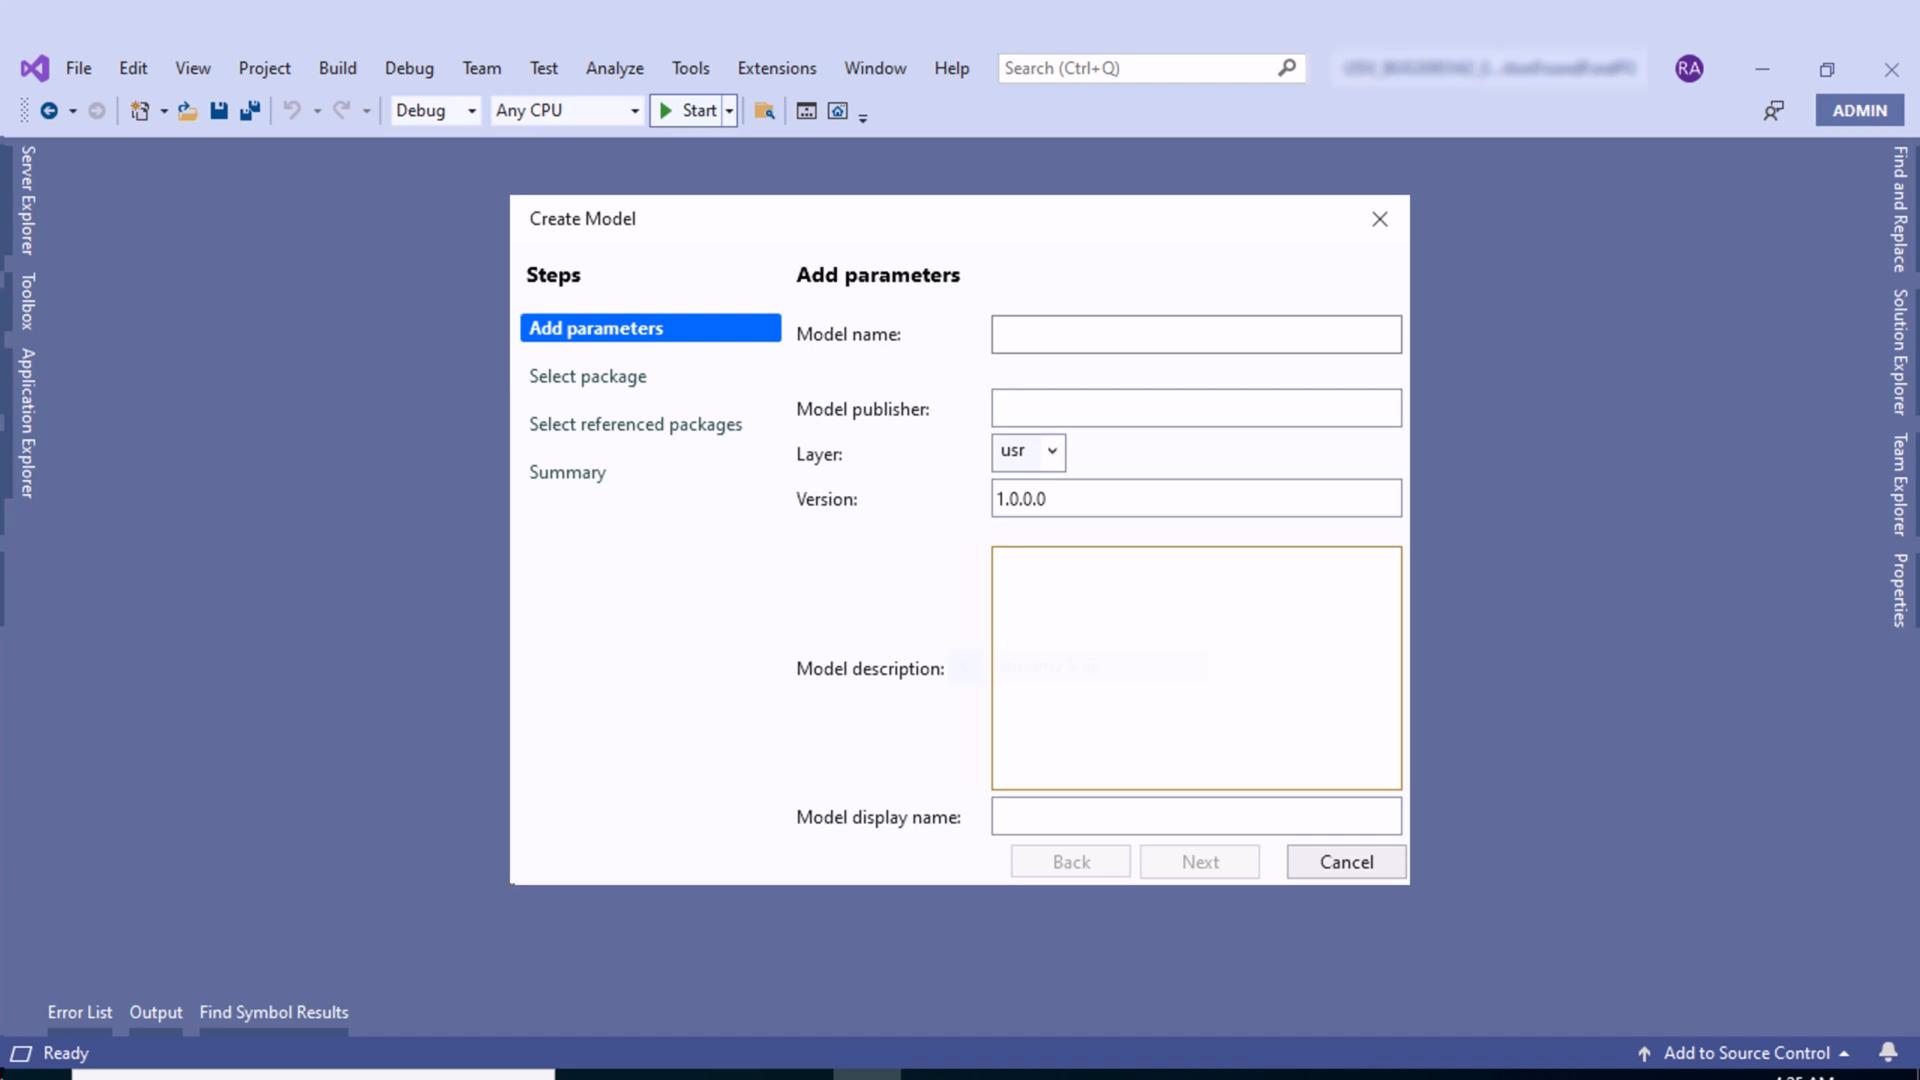 File Edit View Project Build Debug Team Test Analyze Tools Extensions Window Help Search (Ctrl+Q) RA
Debug Any CPU Start ADMIN
Server Explorer
Toolbox
Application Explorer
Create Model
Steps
Add parameters
Select package
Select referenced packages
Summary
Add parameters
Model name:
Model publisher:
Layer: usr
Version: 1.0.0.0
Model description:
Model display name:
Back Next Cancel
Find and Replace
Solution Explorer
Team Explorer
Properties
Error List Output Find Symbol Results
Ready Add to Source Control